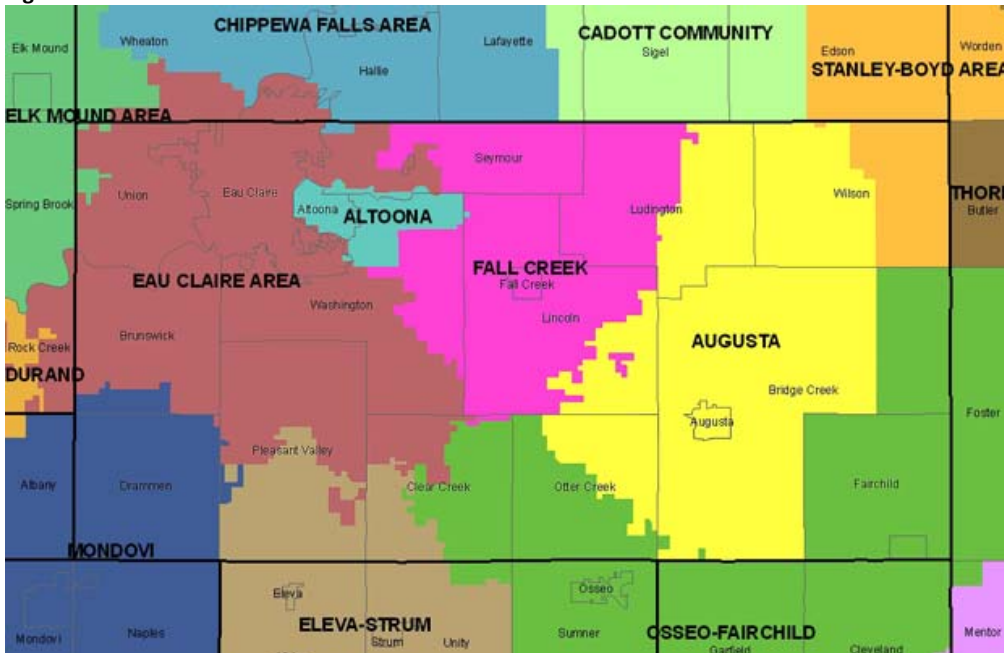 CHIPPEWA FALLS AREA
CADOTT COMMUNITY
Elk Mound
Wheaton
Lafayette
Sigel
Edson
Worden
Hallie
STANLEY-BOYD AREA
ELK MOUND AREA
Seymour
Spring Brook
Union
Eau Claire
Altoona
ALTOONA
Ludington
Wilson
Butler
FALL CREEK
Fall Creek
EAU CLAIRE AREA
Washington
Lincoln
Brunswick
AUGUSTA
Rock Creek
DURAND
Bridge Creek
Augusta
Foster
Pleasant Valley
Albany
Drammen
Clear Creek
Otter Creek
Fairchild
MONDOVI
Eleva
Osseo
ELEVA-STRUM
Mondovi
Naples
Strum
Unity
Sumner
OSSEO-FAIRCHILD
Garfield
Cleveland
Mentor